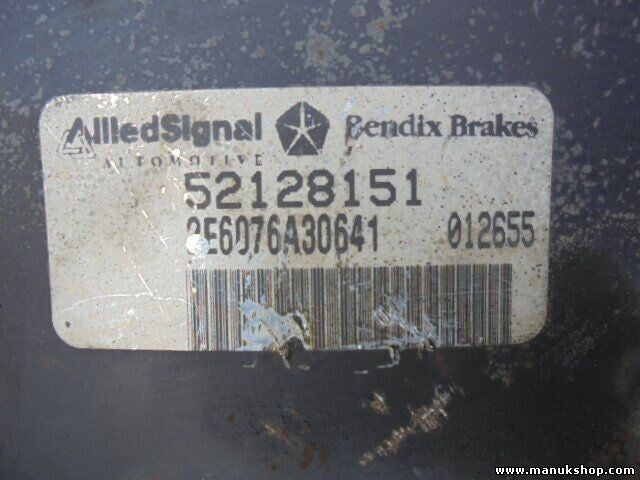 AlliedSignal Bendix Brakes
AUTOMOTIVE
52128151
2E6076A30641 012655
www.manukshop.com